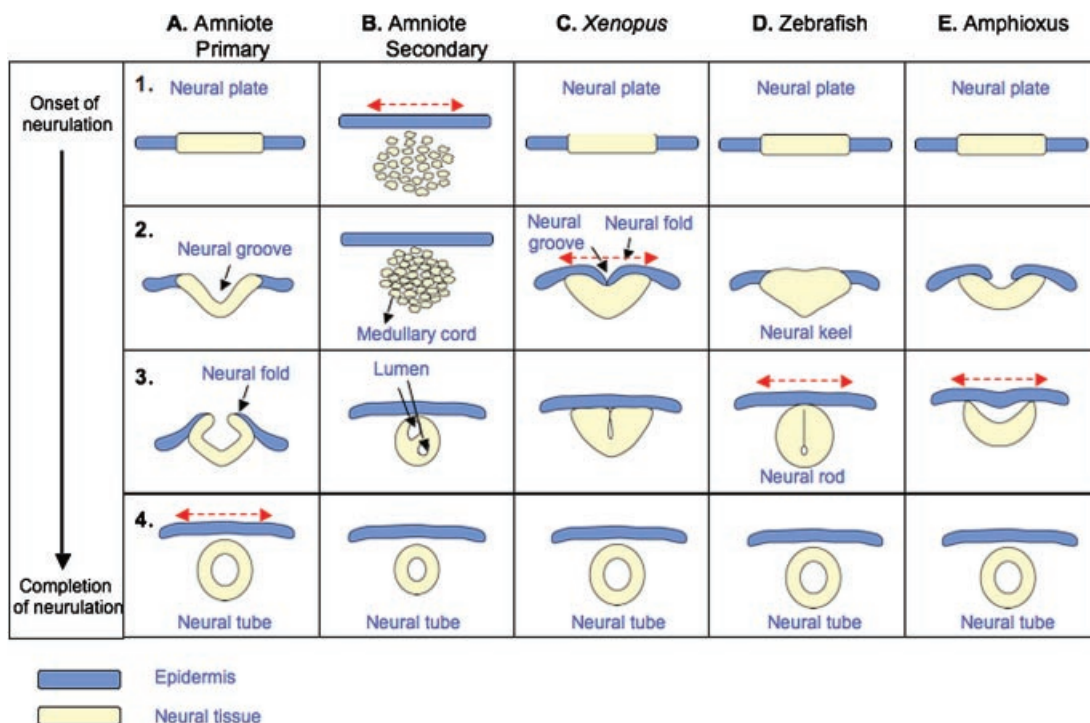 A. Amniote
Primary
B. Amniote
Secondary
C. Xenopus
D. Zebrafish
E. Amphioxus
Onset of
neurulation
Completion
of neurulation
1.
Neural plate
Neural plate
Neural plate
Neural plate
2.
Neural groove
Medullary cord
Neural
groove
Neural fold
Neural keel
3.
Neural fold
Lumen
Neural rod
4.
Neural tube
Neural tube
Neural tube
Neural tube
Neural tube
Epidermis
Neural tissue